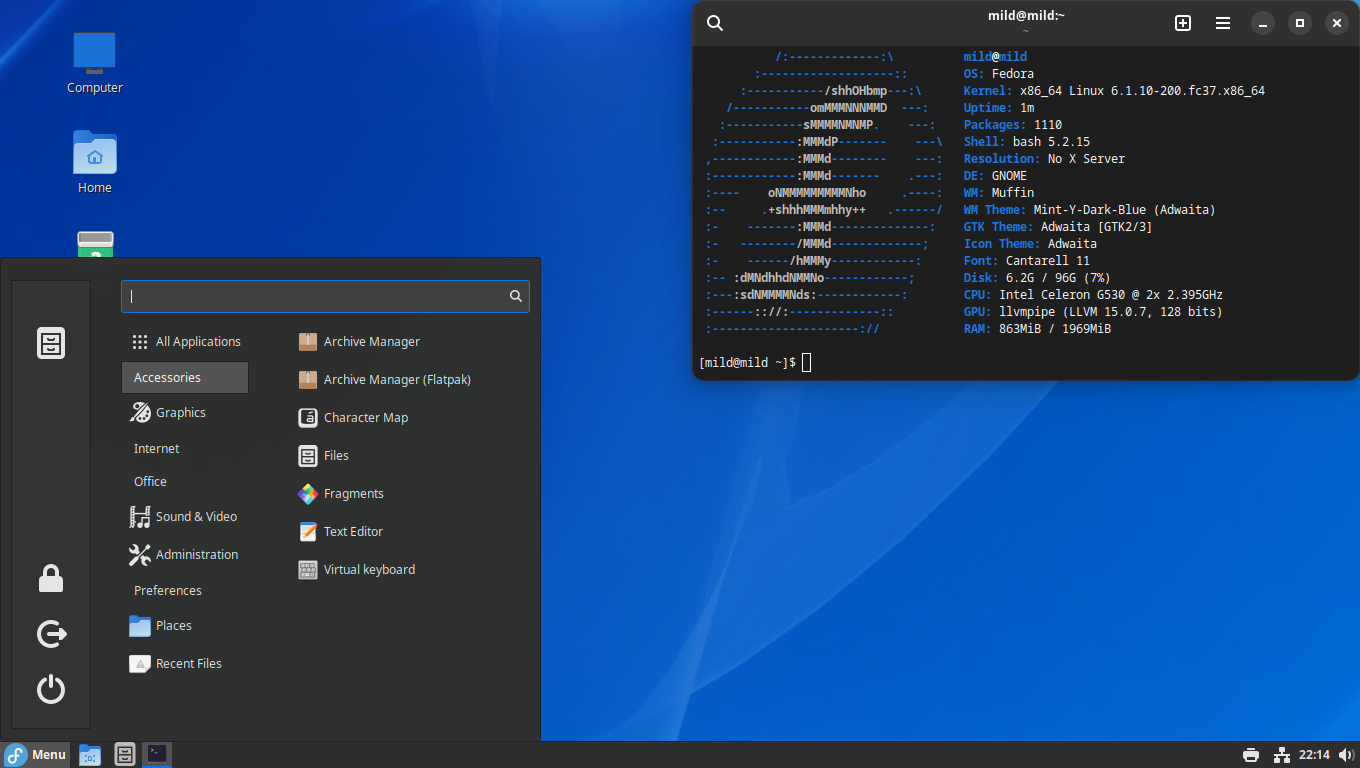 Computer
Home
All Applications
Accessories
Graphics
Internet
Office
Sound & Video
Administration
Preferences
Places
Recent Files
Archive Manager
Archive Manager (Flatpak)
Character Map
Files
Fragments
Text Editor
Virtual keyboard
mild@mild:~
~
/:-------------:\ mild@mild
:-------------------:: OS: Fedora
:-----------/shhOHbmp---:\ Kernel: x86_64 Linux 6.1.10-200.fc37.x86_64
/-----------omMMMNNNMMD ---: Uptime: 1m
:-----------sMMMMNMNMP. ---: Packages: 1110
:-----------:MMMdP------- ---\ Shell: bash 5.2.15
,------------:MMMd-------- ---: Resolution: No X Server
:------------:MMMd------- .---: DE: GNOME
:---- oNMMMMMMMMMNho .----: WM: Muffin
:-- .+shhhMMMmhhy++ .------/ WM Theme: Mint-Y-Dark-Blue (Adwaita)
:- -------:MMMd--------------: GTK Theme: Adwaita [GTK2/3]
:- --------/MMMd-------------; Icon Theme: Adwaita
:- ------/hMMMy------------: Font: Cantarell 11
:-- :dMNdhhdNMMNo------------; Disk: 6.2G / 96G (7%)
:---:sdNMMMMNds:------------: CPU: Intel Celeron G530 @ 2x 2.395GHz
:------:://:-------------:: GPU: llvmpipe (LLVM 15.0.7, 128 bits)
:---------------------:// RAM: 863MiB / 1969MiB
[mild@mild ~]$
Menu
22:14